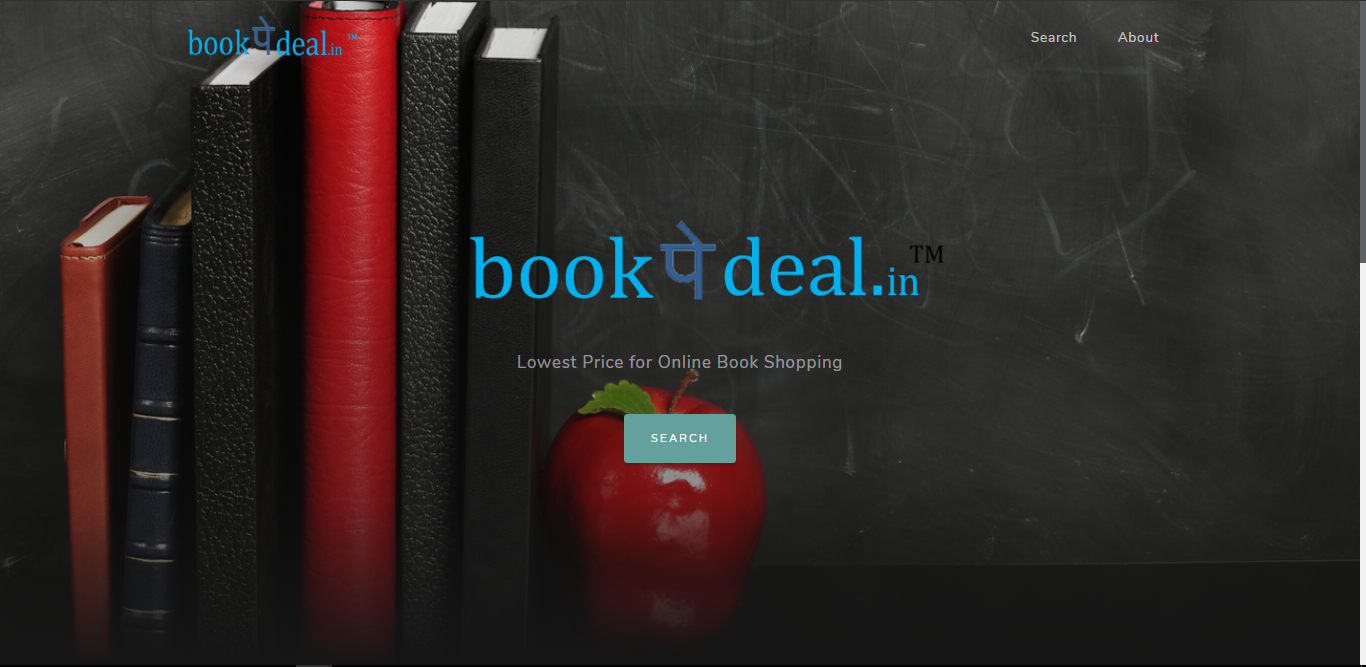 bookपेdeal.in™
Search
About
bookपेdeal.in™
Lowest Price for Online Book Shopping
SEARCH